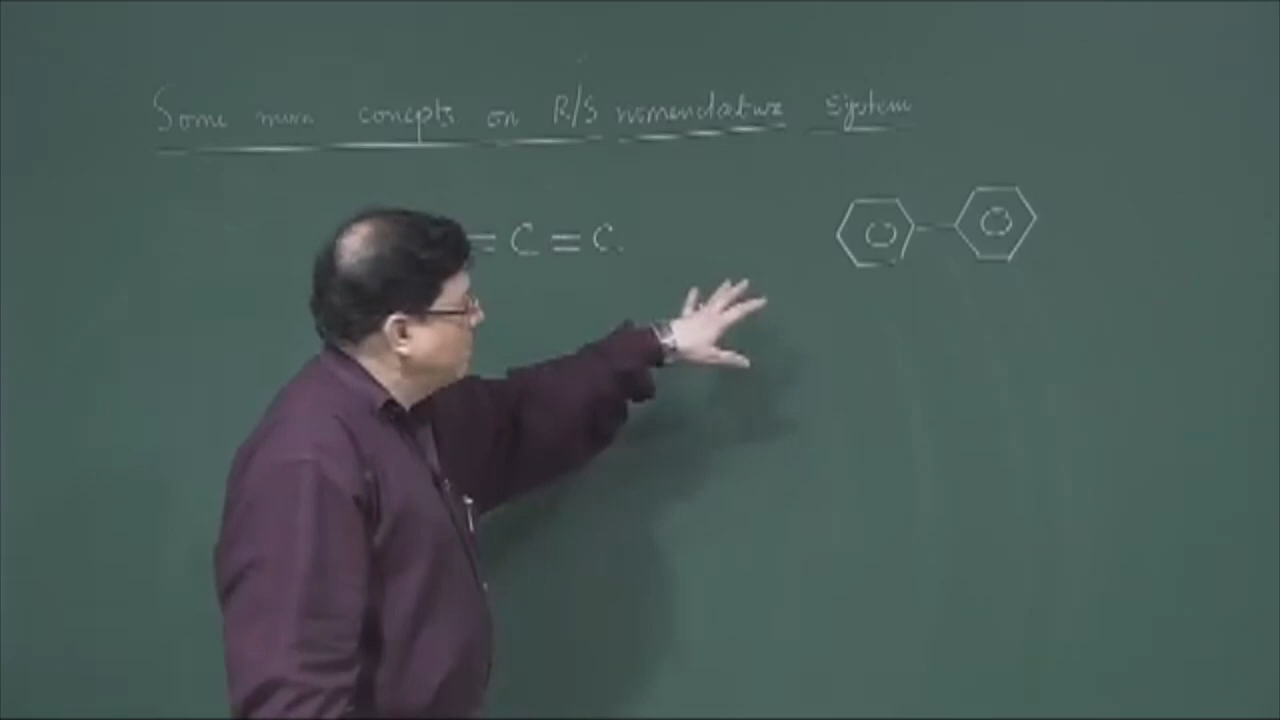 Some more concepts on R/S nomenclature system
= C = C